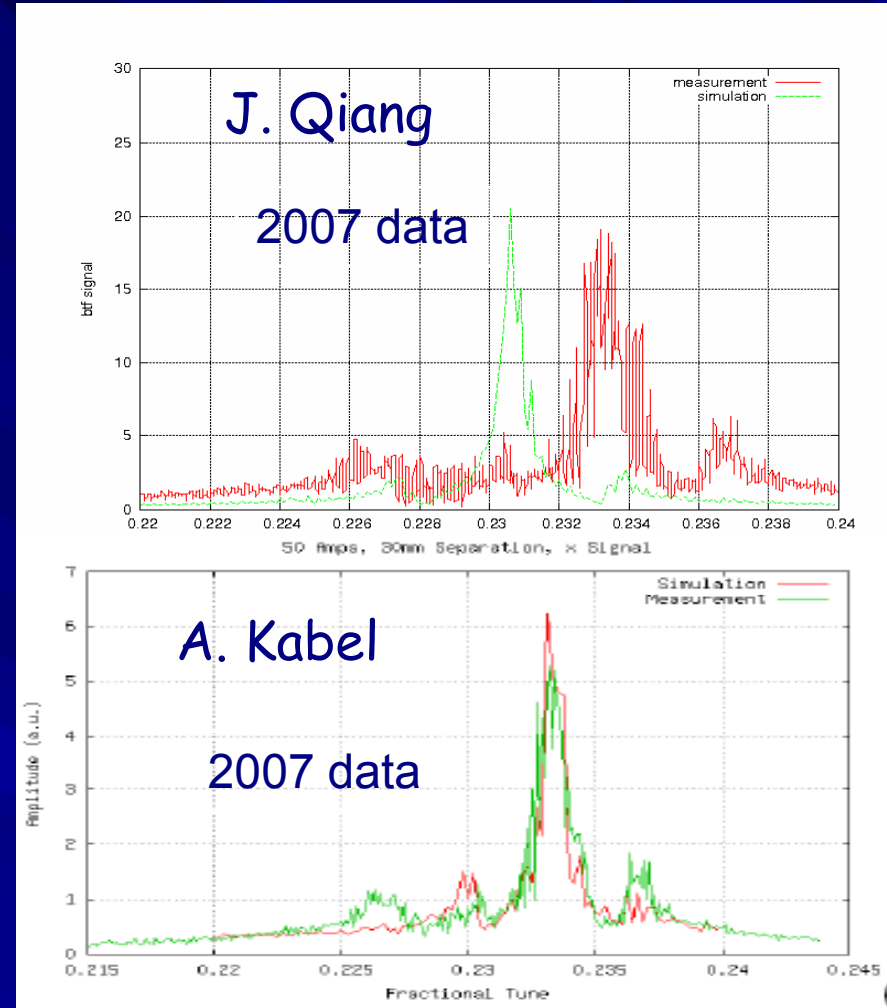 30
25
20
15
10
5
0
btf signal
J. Qiang
2007 data
measurement
simulation
0.22 0.222 0.224 0.226 0.228 0.23 0.232 0.234 0.236 0.238 0.24
50 Amps, 30mm Separation, x Signal
7
6
5
4
3
2
1
0
Amplitude (a.u.)
A. Kabel
2007 data
Simulation
Measurement
0.215 0.22 0.225 0.23 0.235 0.24 0.245
Fractional Tune